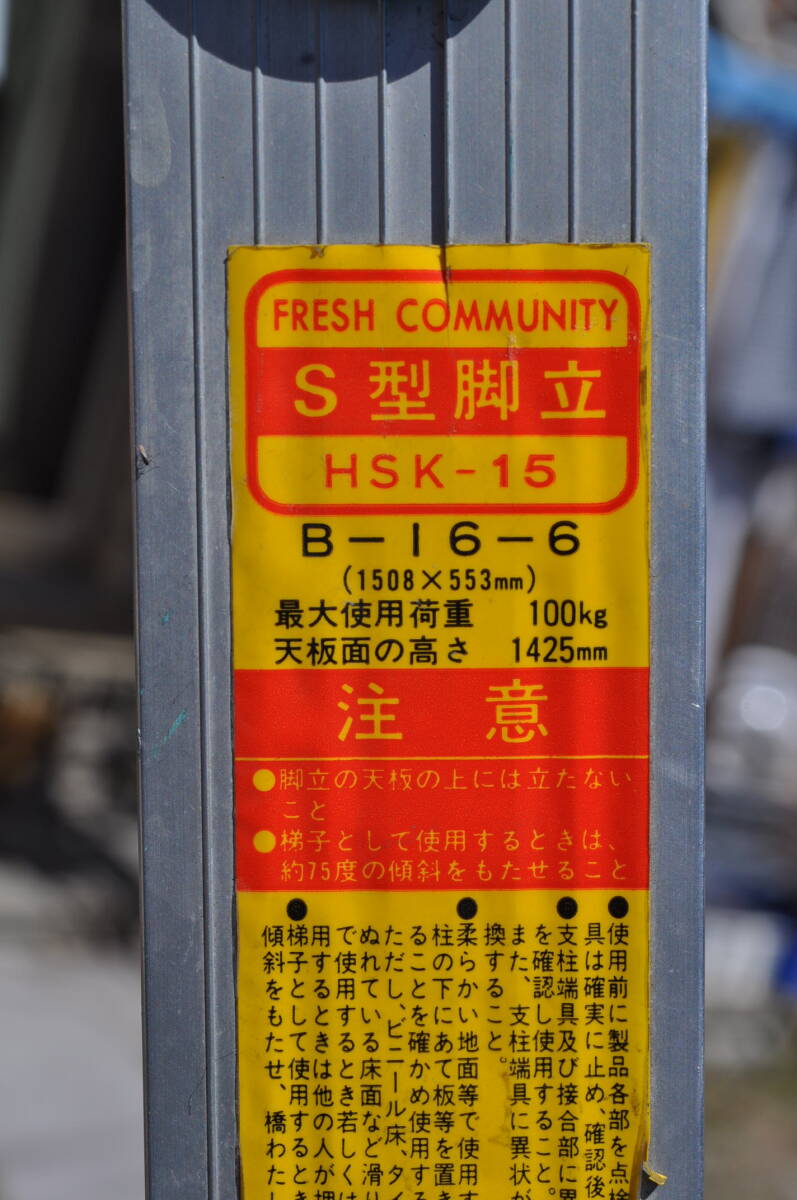 FRESH COMMUNITY
S型脚立
HSK-15
B-16-6
(1508×553mm)
最大使用荷重 100kg
天板面の高さ 1425mm
注意
●脚立の天板の上には立たない
こと
●梯子として使用するときは、
約75度の傾斜をもたせること
●使用前に製品各部を点検
具は確実に止め、確認後
●支柱端具及び接合部に異
を確認し使用すること。
また、支柱端具に異状が
換すること。
●柔らかい地面等で使用す
柱の下にあて板等を置き
ることを確かめ使用する
ただし、ビニール床、タイ
ぬれている床面など滑り
で使用するとき若しくは
用するときは他の人が押
●梯子として使用するとき
傾斜をもたせ、橋わたし